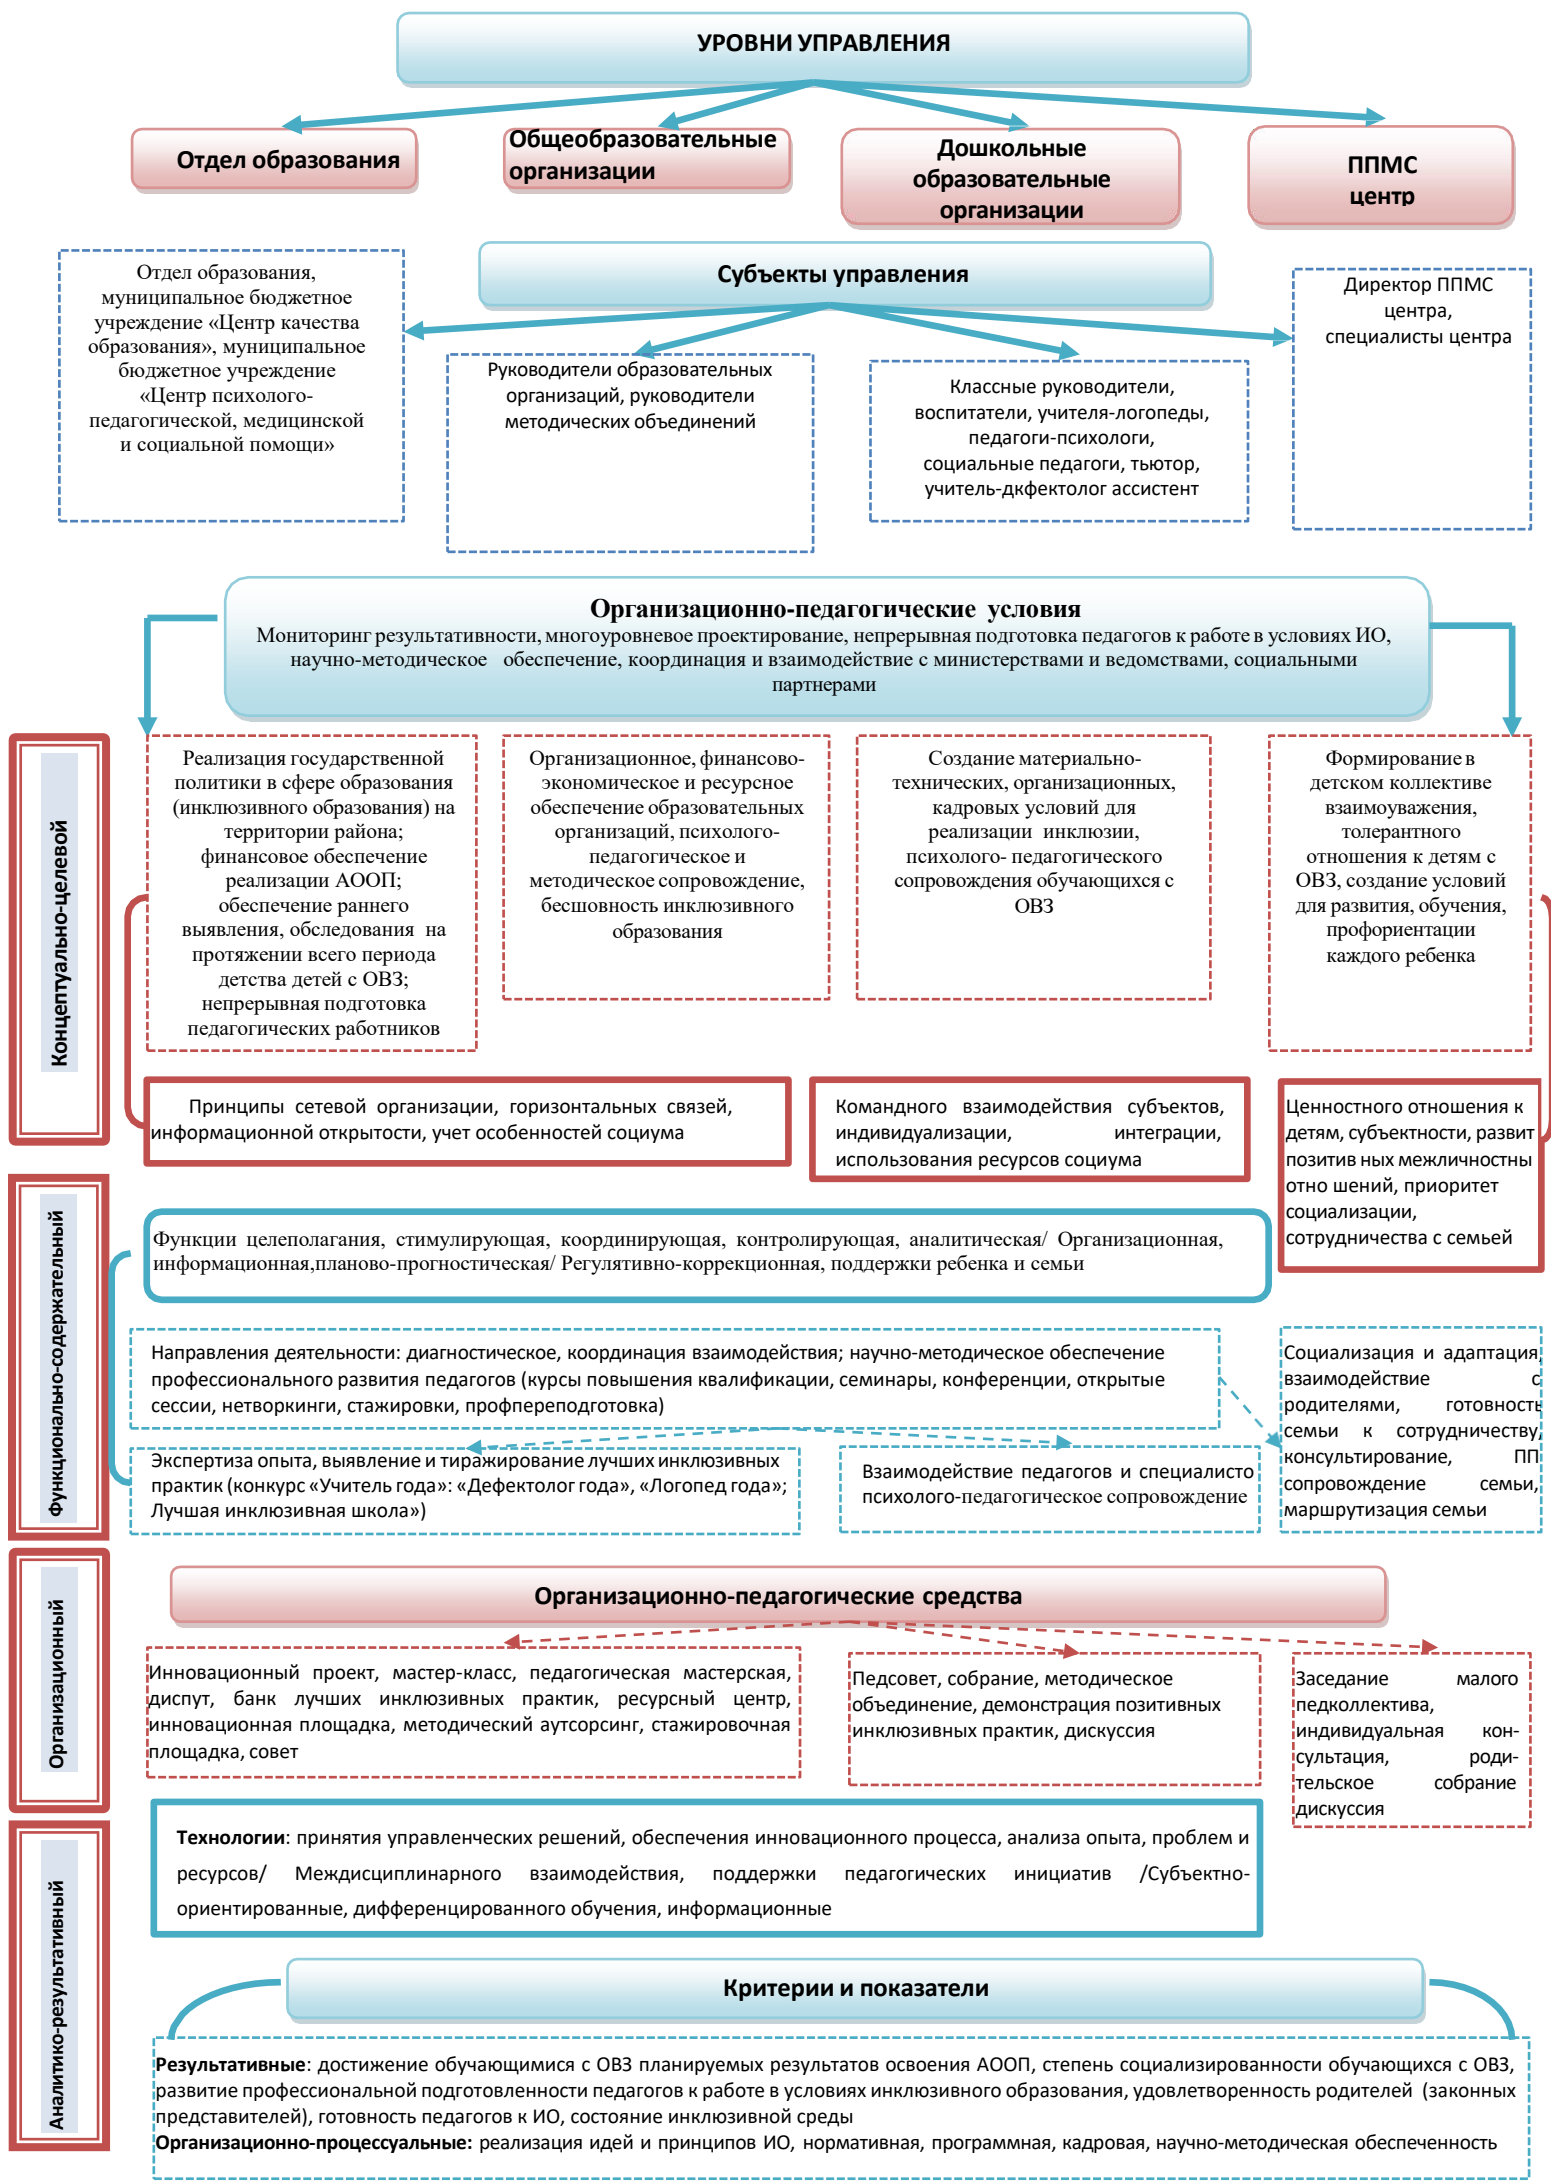 УРОВНИ УПРАВЛЕНИЯ
Отдел образования
Общеобразовательные
организации
Дошкольные
образовательные
организации
ППМС
центр
Субъекты управления
Отдел образования,
муниципальное бюджетное
учреждение «Центр качества
образования», муниципальное
бюджетное учреждение
«Центр психолого-
педагогической, медицинской
и социальной помощи»
Руководители образовательных
организаций, руководители
методических объединений
Классные руководители,
воспитатели, учителя-логопеды,
педагоги-психологи,
социальные педагоги, тьютор,
учитель-дкфектолог ассистент
Директор ППМС
центра,
специалисты центра
Организационно-педагогические условия
Мониторинг результативности, многоуровневое проектирование, непрерывная подготовка педагогов к работе в условиях ИО,
научно-методическое обеспечение, координация и взаимодействие с министерствами и ведомствами, социальными
партнерами
Концептуально-целевой
Реализация государственной
политики в сфере образования
(инклюзивного образования) на
территории района;
финансовое обеспечение
реализации АООП;
обеспечение раннего
выявления, обследования на
протяжении всего периода
детства детей с ОВЗ;
непрерывная подготовка
педагогических работников
Организационное, финансово-
экономическое и ресурсное
обеспечение образовательных
организаций, психолого-
педагогическое и
методическое сопровождение,
бесшовность инклюзивного
образования
Создание материально-
технических, организационных,
кадровых условий для
реализации инклюзии,
психолого- педагогического
сопровождения обучающихся с
ОВЗ
Формирование в
детском коллективе
взаимоуважения,
толерантного
отношения к детям с
ОВЗ, создание условий
для развития, обучения,
профориентации
каждого ребенка
Принципы сетевой организации, горизонтальных связей,
информационной открытости, учет особенностей социума
Командного взаимодействия субъектов,
индивидуализации, интеграции,
использования ресурсов социума
Ценностного отношения к
детям, субъектности, развит
позитив ных межличностны
отно шений, приоритет
социализации,
сотрудничества с семьей
Функционально-содержательный
Функции целеполагания, стимулирующая, координирующая, контролирующая, аналитическая/ Организационная,
информационная,планово-прогностическая/ Регулятивно-коррекционная, поддержки ребенка и семьи
Направления деятельности: диагностическое, координация взаимодействия; научно-методическое обеспечение
профессионального развития педагогов (курсы повышения квалификации, семинары, конференции, открытые
сессии, нетворкинги, стажировки, профпереподготовка)
Экспертиза опыта, выявление и тиражирование лучших инклюзивных
практик (конкурс «Учитель года»: «Дефектолог года», «Логопед года»;
Лучшая инклюзивная школа»)
Взаимодействие педагогов и специалисто
психолого-педагогическое сопровождение
Социализация и адаптация,
взаимодействие с
родителями, готовность
семьи к сотрудничеству,
консультирование, ПП
сопровождение семьи,
маршрутизация семьи
Организационный
Организационно-педагогические средства
Инновационный проект, мастер-класс, педагогическая мастерская,
диспут, банк лучших инклюзивных практик, ресурсный центр,
инновационная площадка, методический аутсорсинг, стажировочная
площадка, совет
Педсовет, собрание, методическое
объединение, демонстрация позитивных
инклюзивных практик, дискуссия
Заседание малого
педколлектива,
индивидуальная кон-
сультация, роди-
тельское собрание
дискуссия
Аналитико-результативный
Технологии: принятия управленческих решений, обеспечения инновационного процесса, анализа опыта, проблем и
ресурсов/ Междисциплинарного взаимодействия, поддержки педагогических инициатив /Субъектно-
ориентированные, дифференцированного обучения, информационные
Критерии и показатели
Результативные: достижение обучающимися с ОВЗ планируемых результатов освоения АООП, степень социализированности обучающихся с ОВЗ,
развитие профессиональной подготовленности педагогов к работе в условиях инклюзивного образования, удовлетворенность родителей (законных
представителей), готовность педагогов к ИО, состояние инклюзивной среды
Организационно-процессуальные: реализация идей и принципов ИО, нормативная, программная, кадровая, научно-методическая обеспеченность